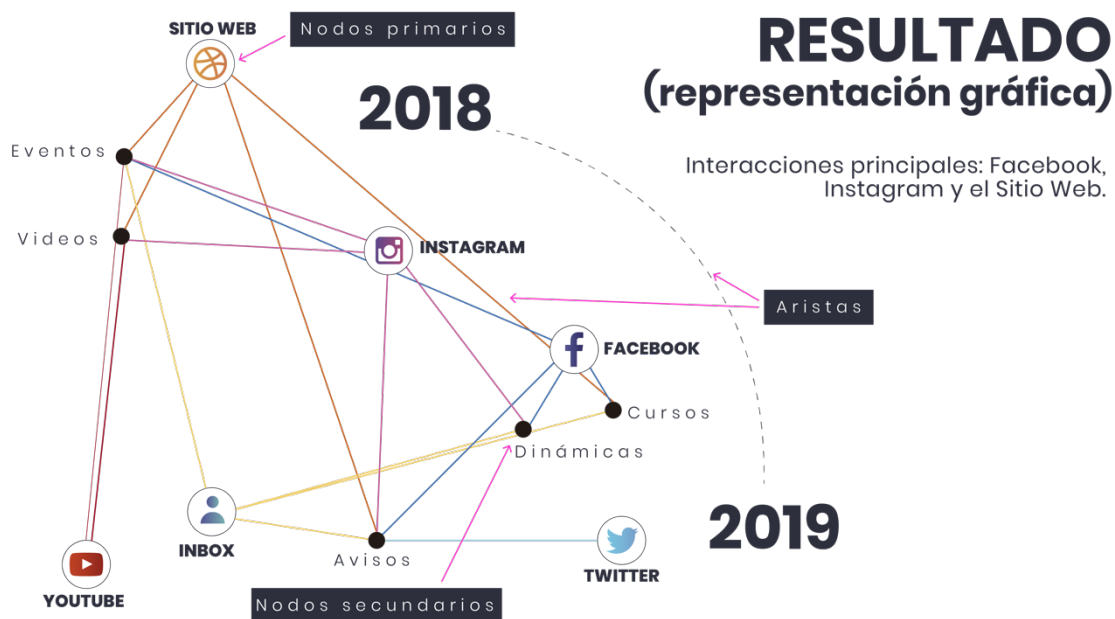 RESULTADO
(representación gráfica)
Interacciones principales: Facebook,
Instagram y el Sitio Web.
SITIO WEB
Nodos primarios
2018
Eventos
Videos
INSTAGRAM
Aristas
FACEBOOK
Cursos
Dinámicas
INBOX
Avisos
2019
TWITTER
YOUTUBE
Nodos secundarios